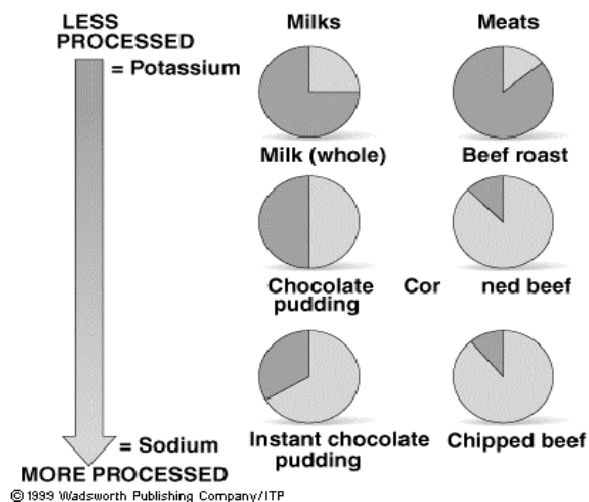 LESS
PROCESSED
= Potassium
Milks
Meats
Milk (whole)
Beef roast
Chocolate
pudding
Cor ned beef
Instant chocolate
pudding
Chipped beef
= Sodium
MORE PROCESSED
© 1999 Wadsworth Publishing Company/ITP